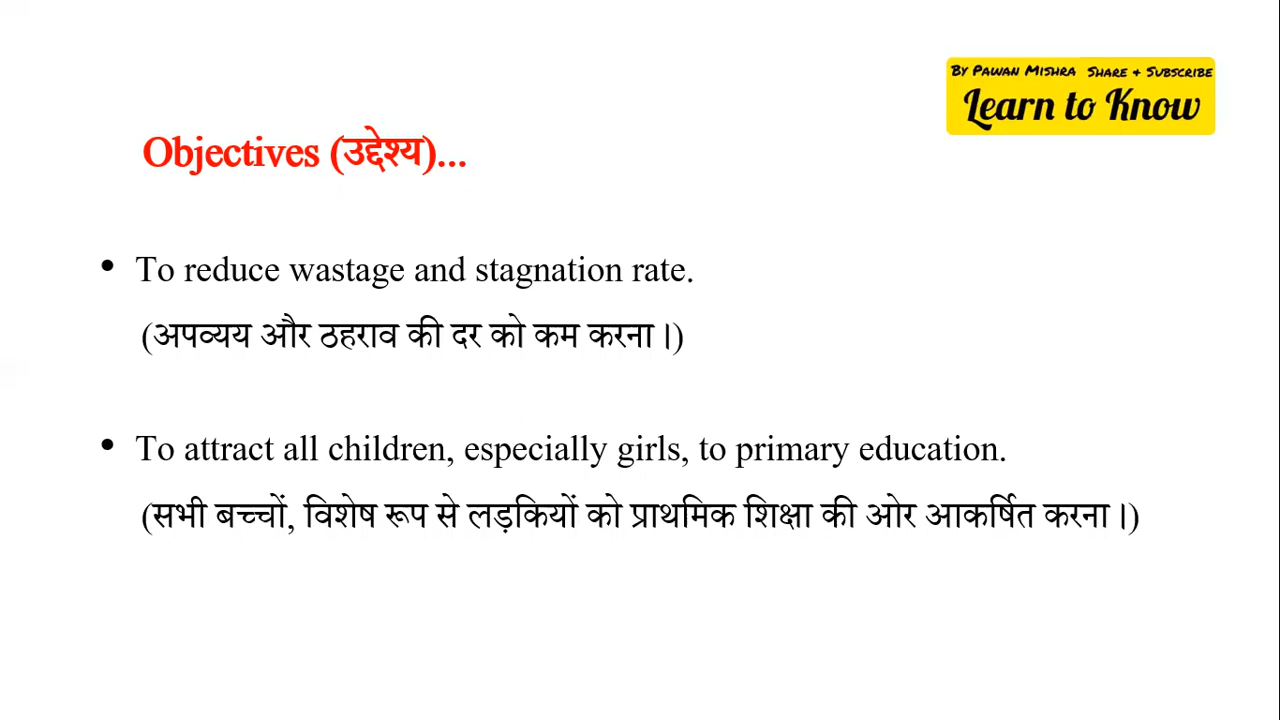 By Pawan Mishra Share & Subscribe
Learn to Know
Objectives (उद्देश्य)...
• To reduce wastage and stagnation rate.
(अपव्यय और ठहराव की दर को कम करना।)
• To attract all children, especially girls, to primary education.
(सभी बच्चों, विशेष रूप से लड़कियों को प्राथमिक शिक्षा की ओर आकर्षित करना।)